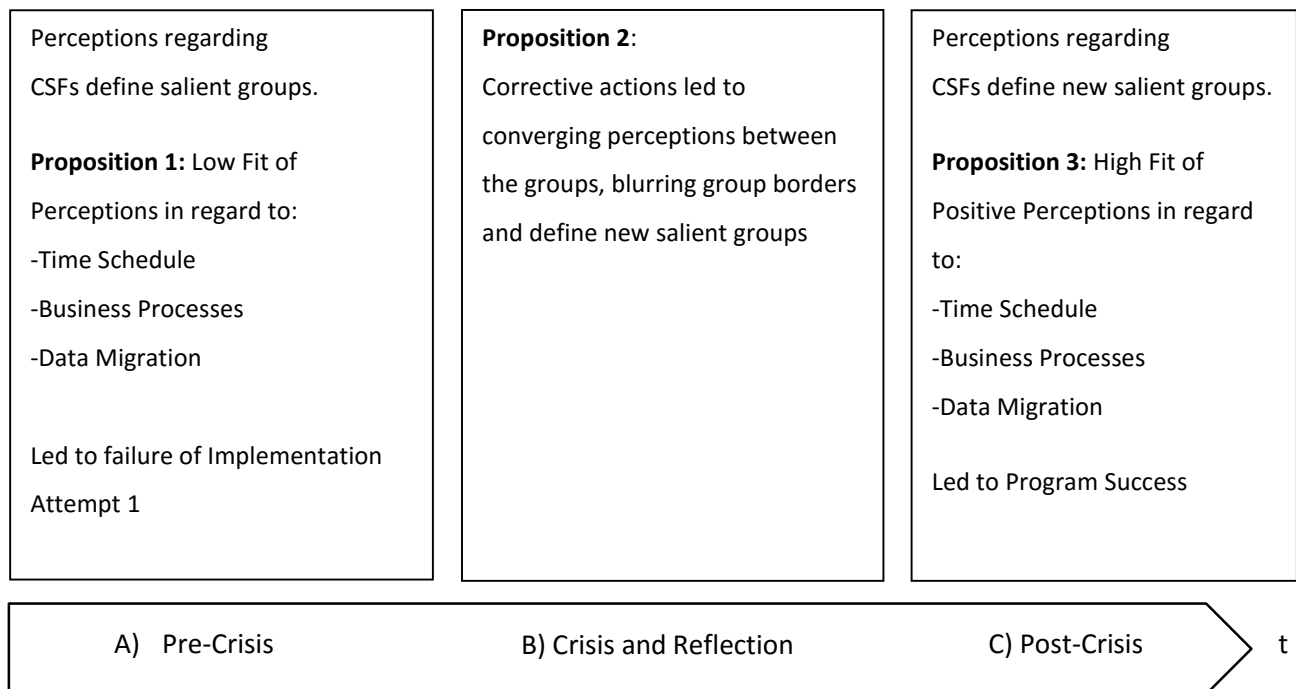 Perceptions regarding
CSFs define salient groups.
Proposition 1: Low Fit of
Perceptions in regard to:
-Time Schedule
-Business Processes
-Data Migration
Led to failure of Implementation
Attempt 1
Proposition 2:
Corrective actions led to
converging perceptions between
the groups, blurring group borders
and define new salient groups
Perceptions regarding
CSFs define new salient groups.
Proposition 3: High Fit of
Positive Perceptions in regard
to:
-Time Schedule
-Business Processes
-Data Migration
Led to Program Success
A) Pre-Crisis
B) Crisis and Reflection
C) Post-Crisis
t